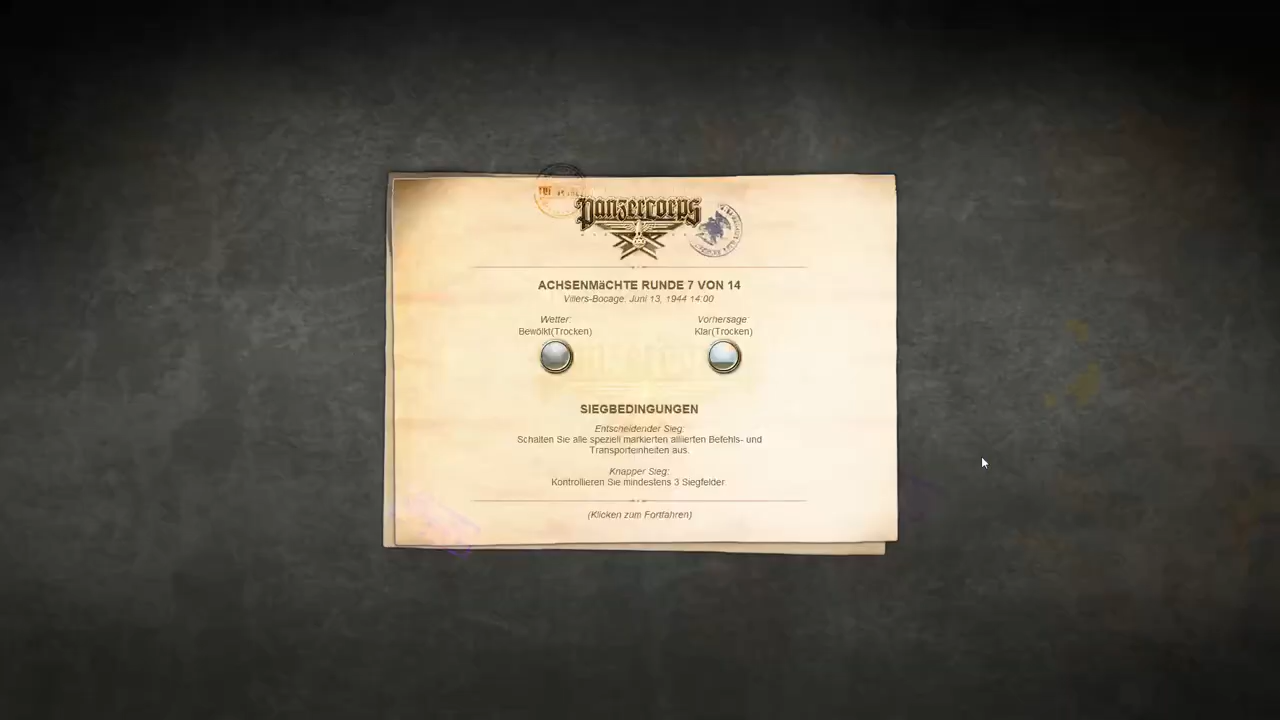 Panzercorps
ACHSENMäCHTE RUNDE 7 VON 14
Villers-Bocage. Juni 13, 1944 14:00
Wetter: Vorhersage:
Bewölkt(Trocken) Klar(Trocken)
SIEGBEDINGUNGEN
Entscheidender Sieg:
Schalten Sie alle speziell markierten alliierten Befehls- und
Transporteinheiten aus.
Knapper Sieg:
Kontrollieren Sie mindestens 3 Siegfelder
(Klicken zum Fortfahren)